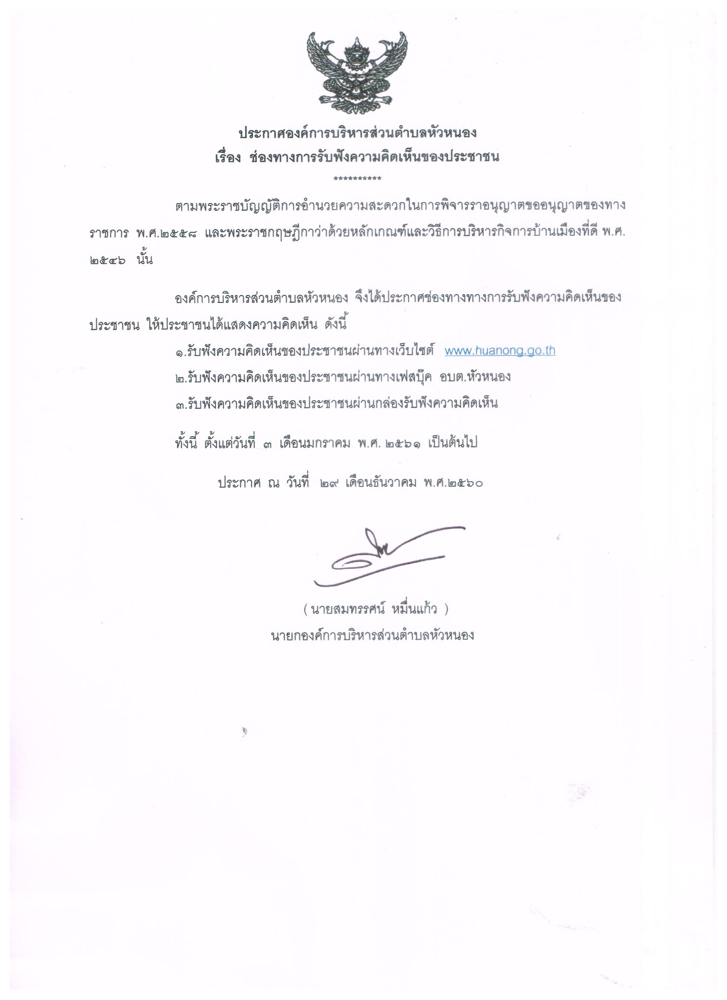 ประกาศองค์การบริหารส่วนตำบลหัวหนอง
เรื่อง ช่องทางการรับฟังความคิดเห็นของประชาชน
**********
ตามพระราชบัญญัติการอำนวยความสะดวกในการพิจารราอนุญาตขออนุญาตของทาง
ราชการ พ.ศ.๒๕๕๘ และพระราชกฤษฎีกาว่าด้วยหลักเกณฑ์และวิธีการบริหารกิจการบ้านเมืองที่ดี พ.ศ.
๒๕๔๖ นั้น
องค์การบริหารส่วนตำบลหัวหนอง จึงได้ประกาศช่องทางทางการรับฟังความคิดเห็นของ
ประชาชน ให้ประชาชนได้แสดงความคิดเห็น ดังนี้
๑.รับฟังความคิดเห็นของประชาชนผ่านทางเว็บไซต์ www.huanong.go.th
๒.รับฟังความคิดเห็นของประชาชนผ่านทางเฟสบุ๊ค อบต.หัวหนอง
๓.รับฟังความคิดเห็นของประชาชนผ่านกล่องรับฟังความคิดเห็น
ทั้งนี้ ตั้งแต่วันที่ ๓ เดือนมกราคม พ.ศ. ๒๕๖๑ เป็นต้นไป
ประกาศ ณ วันที่ ๒๙ เดือนธันวาคม พ.ศ.๒๕๖๐
( นายสมทรรศน์ หมื่นแก้ว )
นายกองค์การบริหารส่วนตำบลหัวหนอง